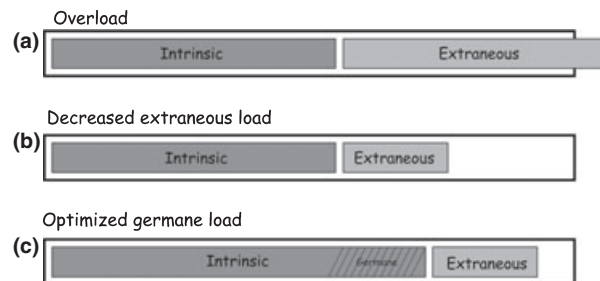 Overload
(a) Intrinsic Extraneous
Decreased extraneous load
(b) Intrinsic Extraneous
Optimized germane load
(c) Intrinsic Germane Extraneous